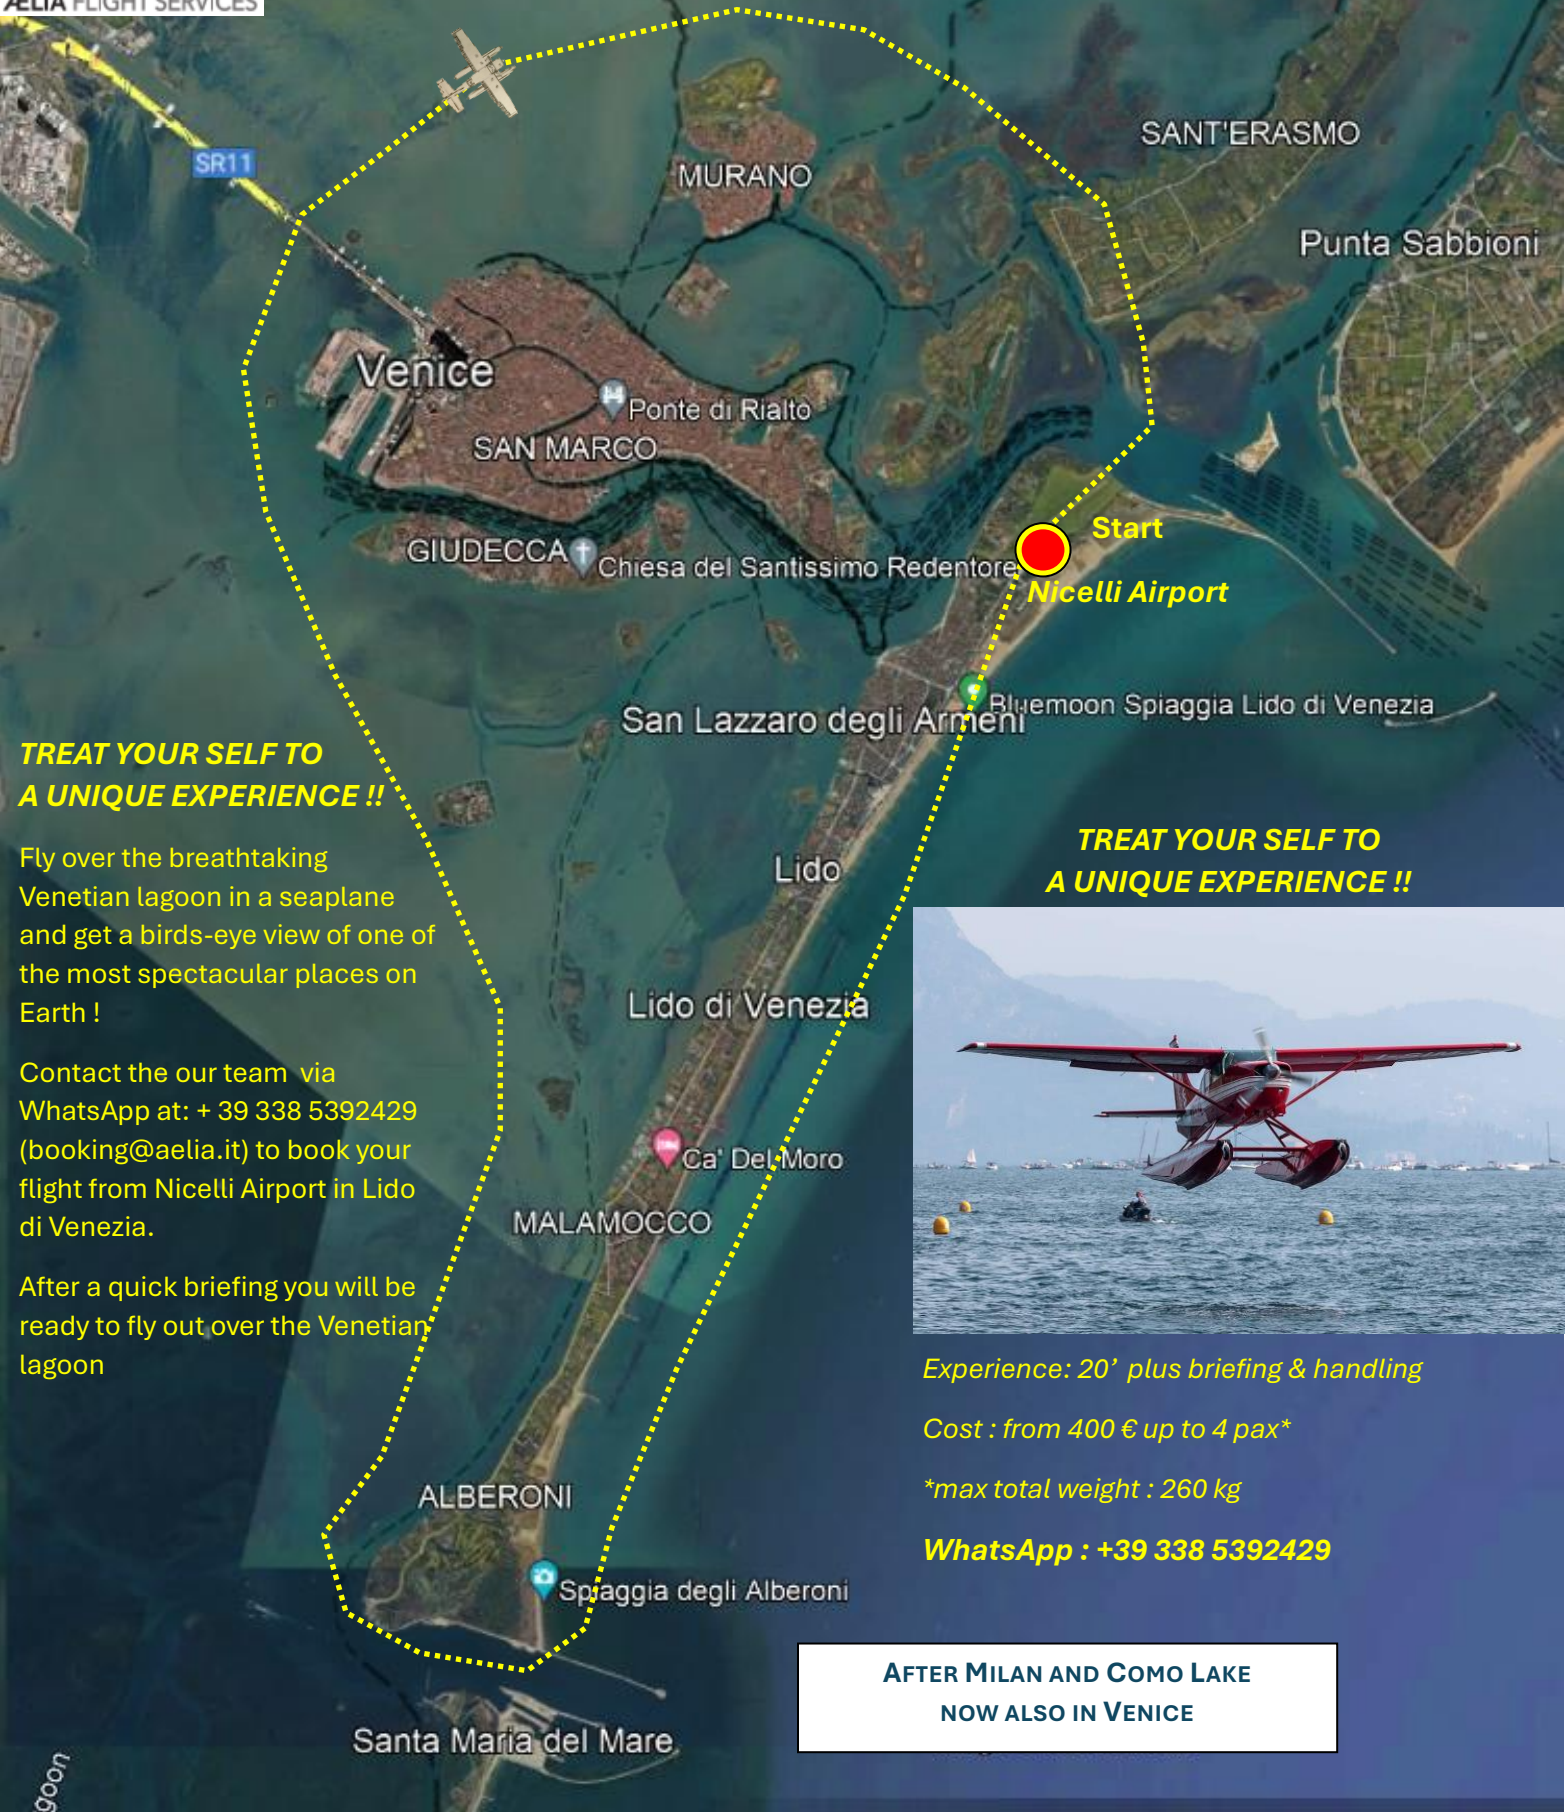 ÆLIA FLIGHT SERVICES
SR11
MURANO
SANT'ERASMO
Punta Sabbioni
Venice
Ponte di Rialto
SAN MARCO
GIUDECCA
Chiesa del Santissimo Redentore
Start
Nicelli Airport
San Lazzaro degli Armeni
Bluemoon Spiaggia Lido di Venezia
TREAT YOUR SELF TO
A UNIQUE EXPERIENCE !!
Fly over the breathtaking
Venetian lagoon in a seaplane
and get a birds-eye view of one of
the most spectacular places on
Earth !
Contact the our team via
WhatsApp at: + 39 338 5392429
(booking@aelia.it) to book your
flight from Nicelli Airport in Lido
di Venezia.
After a quick briefing you will be
ready to fly out over the Venetian
lagoon
Lido
Lido di Venezia
Ca' Del Moro
MALAMOCCO
ALBERONI
Spiaggia degli Alberoni
Santa Maria del Mare
TREAT YOUR SELF TO
A UNIQUE EXPERIENCE !!
Experience: 20’ plus briefing & handling
Cost : from 400 € up to 4 pax*
*max total weight : 260 kg
WhatsApp : +39 338 5392429
AFTER MILAN AND COMO LAKE
NOW ALSO IN VENICE